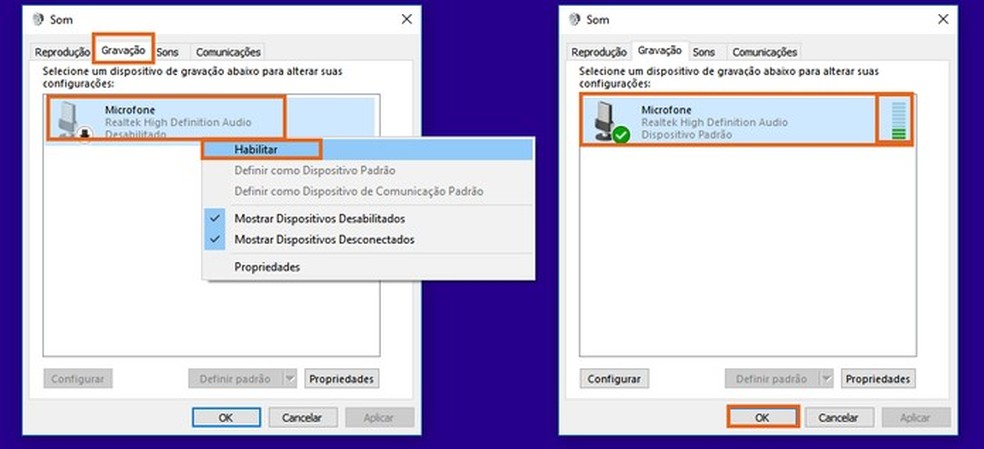 Som
Reprodução Gravação Sons Comunicações
Selecione um dispositivo de gravação abaixo para alterar suas
configurações:
Microfone
Realtek High Definition Audio
Desabilitado
Habilitar
Definir como Dispositivo Padrão
Definir como Dispositivo de Comunicação Padrão
Mostrar Dispositivos Desabilitados
Mostrar Dispositivos Desconectados
Propriedades
Configurar Definir padrão Propriedades
OK Cancelar Aplicar
Som
Reprodução Gravação Sons Comunicações
Selecione um dispositivo de gravação abaixo para alterar suas
configurações:
Microfone
Realtek High Definition Audio
Dispositivo Padrão
Configurar Definir padrão Propriedades
OK Cancelar Aplicar